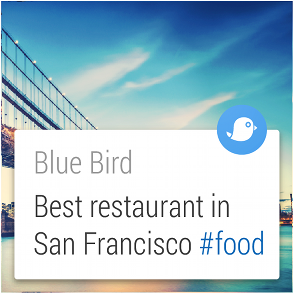 Blue Bird
Best restaurant in
San Francisco #food